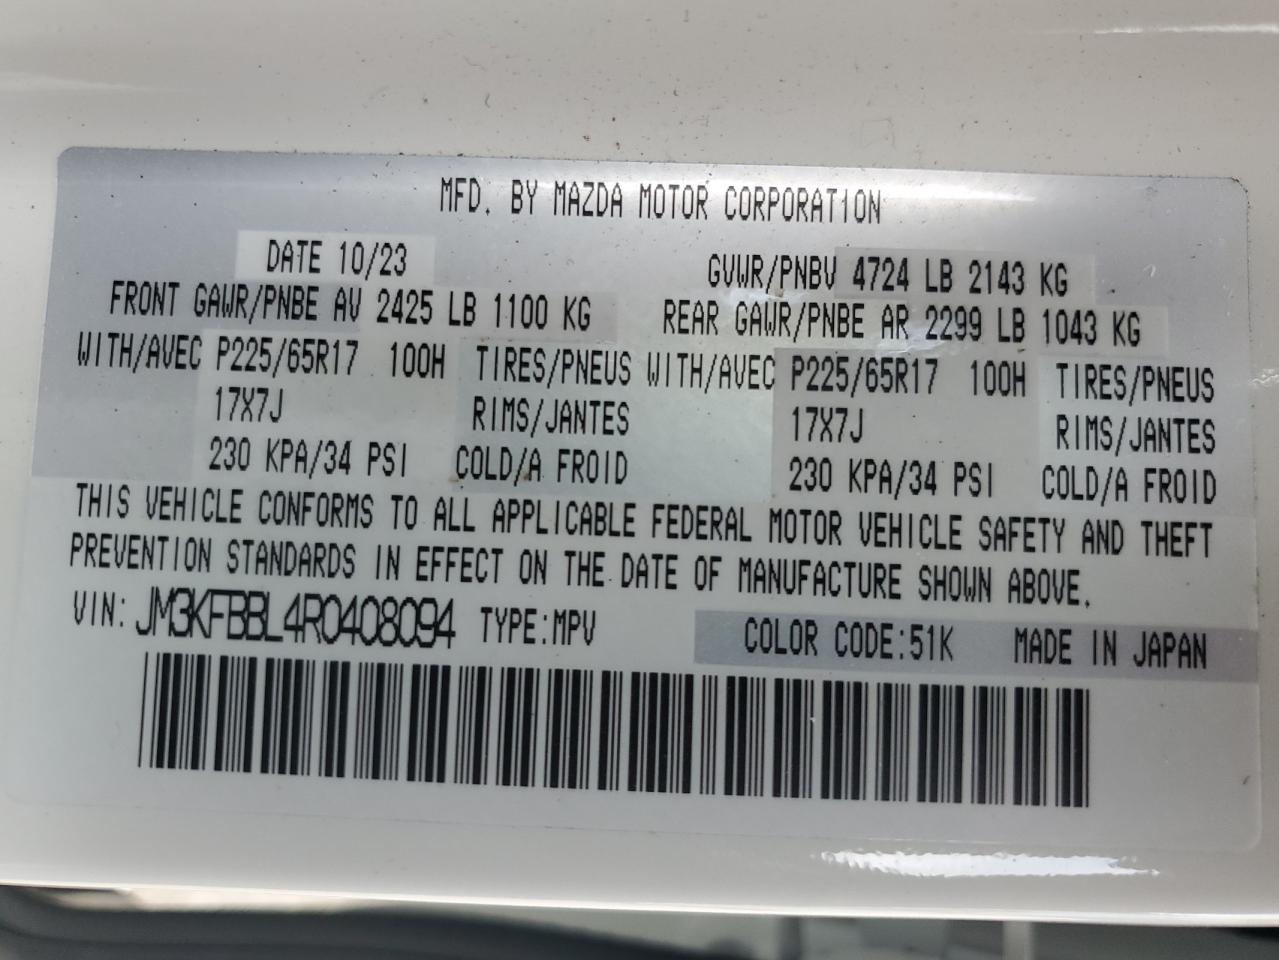 MFD. BY MAZDA MOTOR CORPORATION
DATE 10/23 GVWR/PNBV 4724 LB 2143 KG
FRONT GAWR/PNBE AV 2425 LB 1100 KG REAR GAWR/PNBE AR 2299 LB 1043 KG
WITH/AVEC P225/65R17 100H TIRES/PNEUS WITH/AVEC P225/65R17 100H TIRES/PNEUS
17X7J RIMS/JANTES 17X7J RIMS/JANTES
230 KPA/34 PSI COLD/A FROID 230 KPA/34 PSI COLD/A FROID
THIS VEHICLE CONFORMS TO ALL APPLICABLE FEDERAL MOTOR VEHICLE SAFETY AND THEFT
PREVENTION STANDARDS IN EFFECT ON THE DATE OF MANUFACTURE SHOWN ABOVE.
VIN: JM3KFBBL4R0408094 TYPE:MPV COLOR CODE:51K MADE IN JAPAN